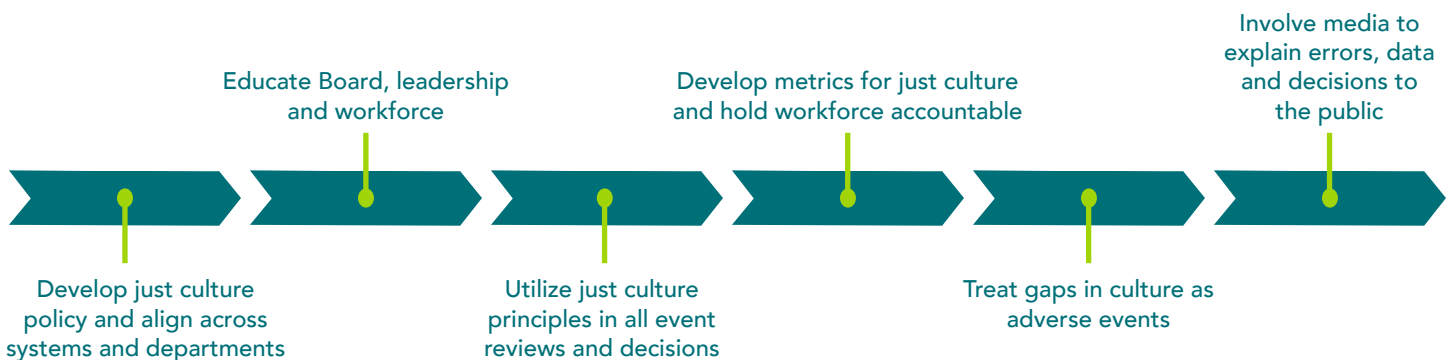 Develop just culture
policy and align across
systems and departments
Educate Board, leadership
and workforce
Utilize just culture
principles in all event
reviews and decisions
Develop metrics for just culture
and hold workforce accountable
Treat gaps in culture as
adverse events
Involve media to
explain errors, data
and decisions to
the public